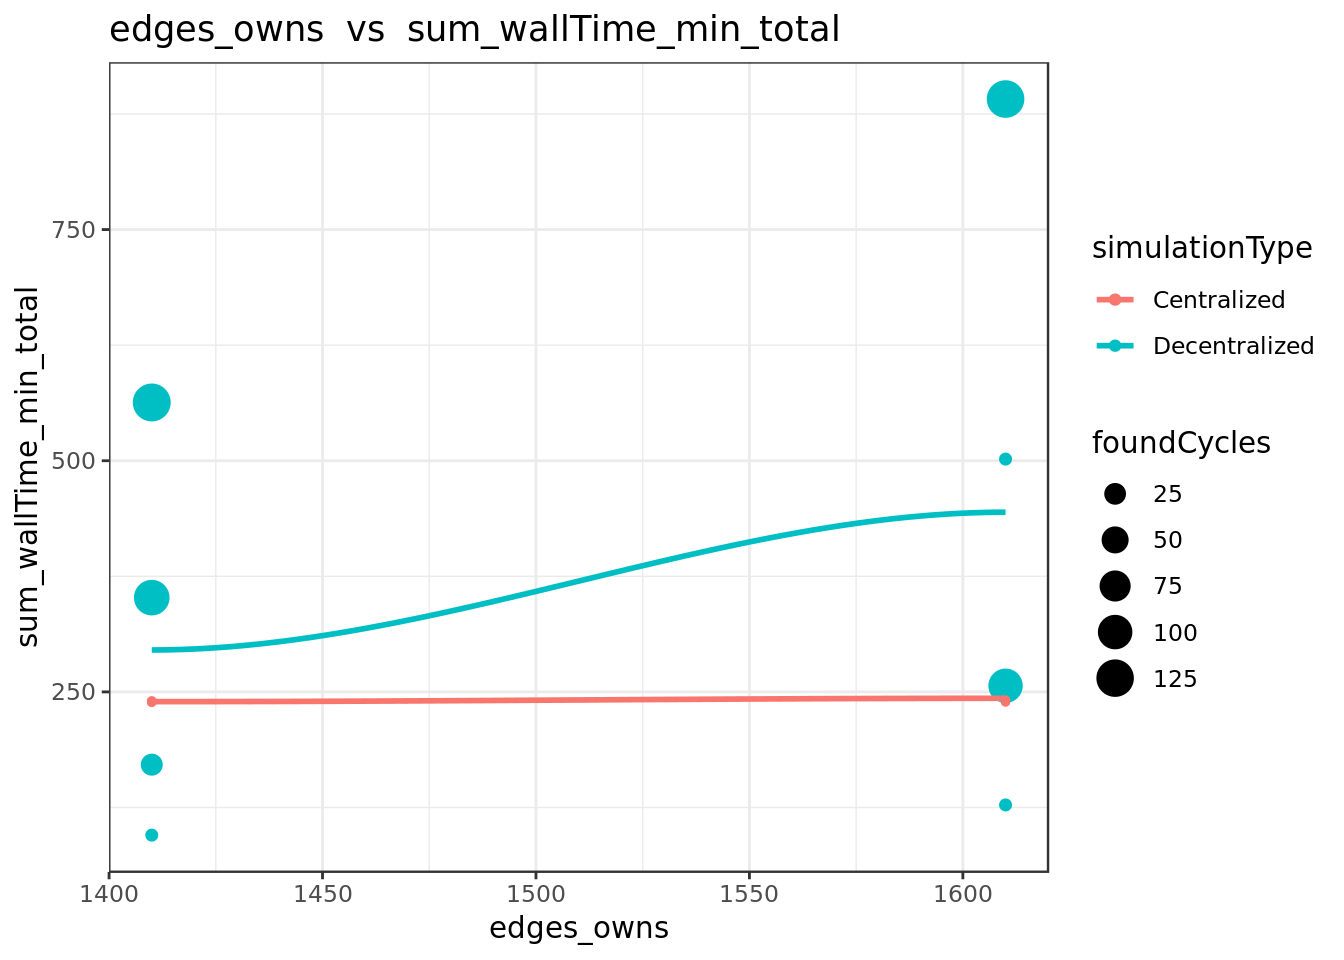 edges_owns vs sum_wallTime_min_total
sum_wallTime_min_total
750
500
250
1400 1450 1500 1550 1600
edges_owns
simulationType
Centralized
Decentralized
foundCycles
25
50
75
100
125